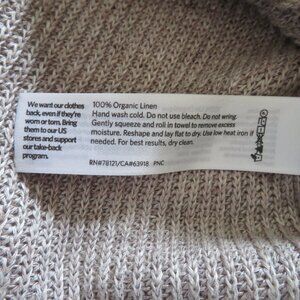 We want our clothes
back, even if they're
worn or torn. Bring
them to our US
stores and support
our take-back
program.
100% Organic Linen
Hand wash cold. Do not use bleach. Do not wring.
Gently squeeze and roll in towel to remove excess
moisture. Reshape and lay flat to dry. Use low heat iron if
needed. For best results, dry clean.
RN#78121/CA#63918 PNC